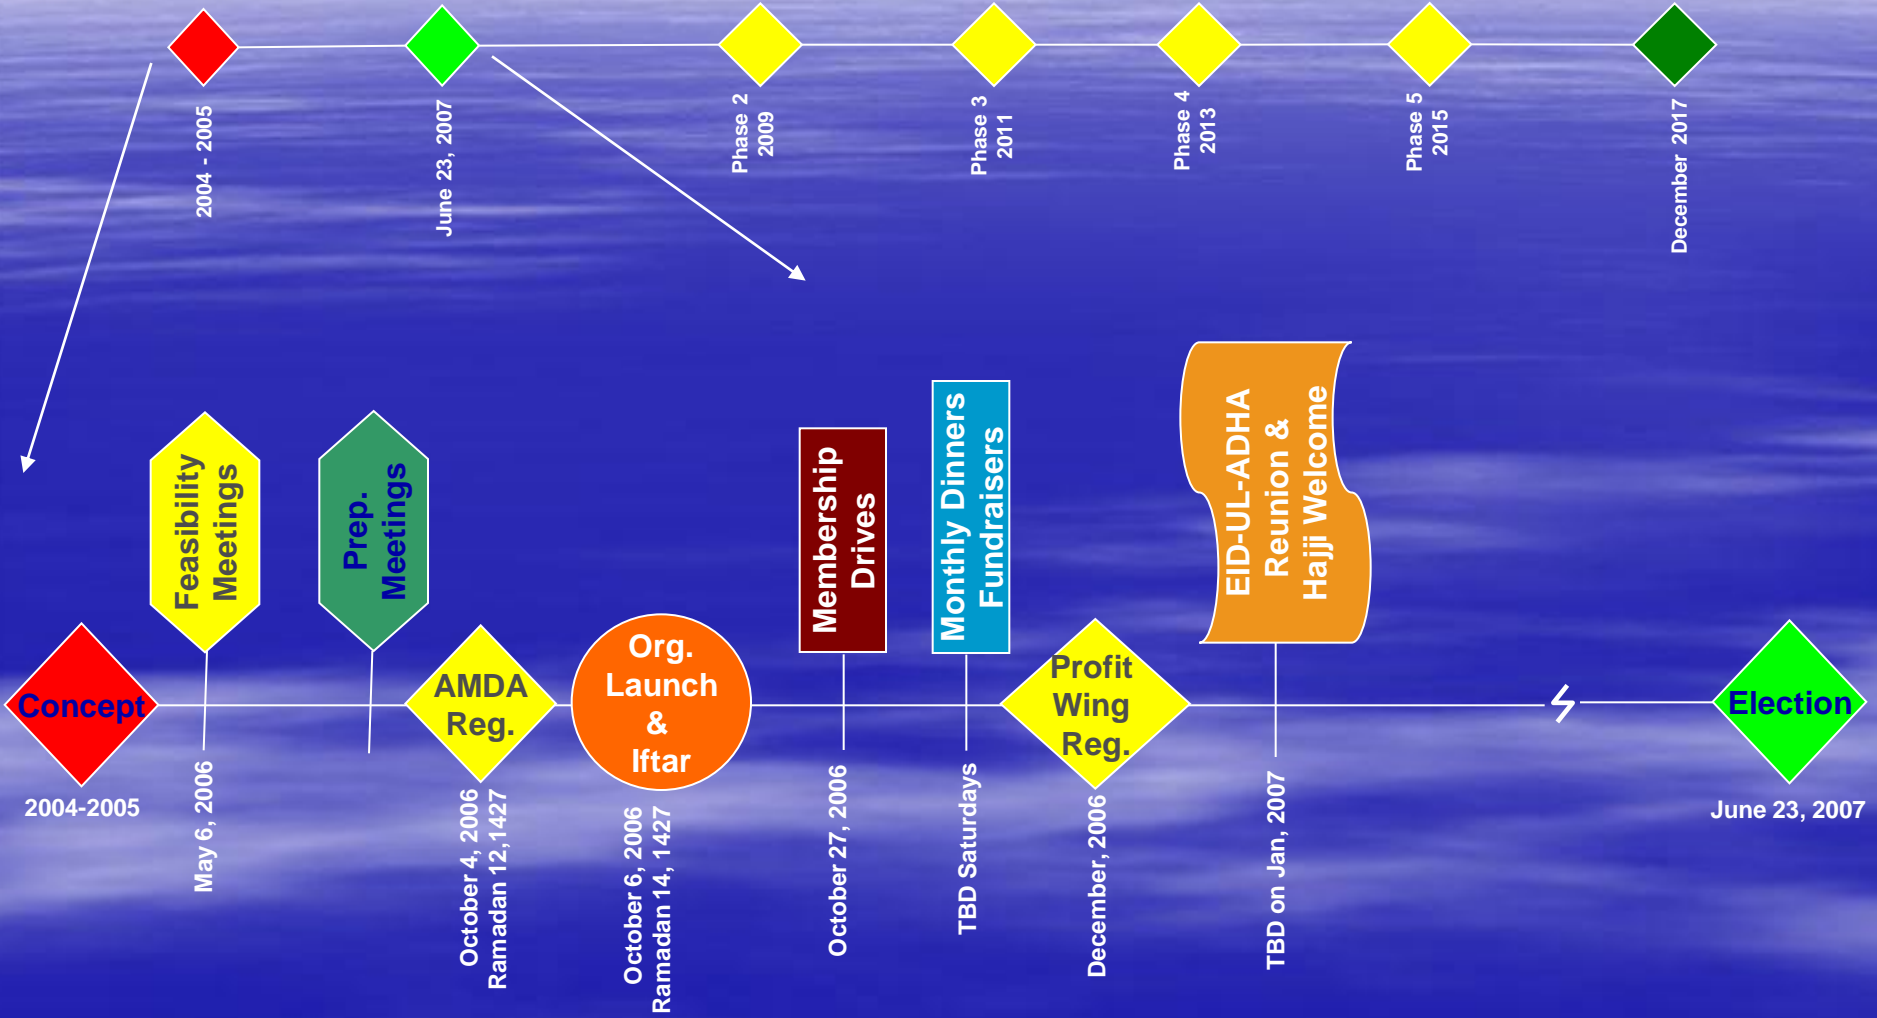 2004 - 2005
June 23, 2007
Phase 2
2009
Phase 3
2011
Phase 4
2013
Phase 5
2015
December 2017
Concept
2004-2005
Feasibility
Meetings
May 6, 2006
Prep.
Meetings
AMDA
Reg.
October 4, 2006
Ramadan 12,1427
Org.
Launch
&
Iftar
October 6, 2006
Ramadan 14, 1427
Membership
Drives
October 27, 2006
Monthly Dinners
Fundraisers
TBD Saturdays
Profit
Wing
Reg.
December, 2006
EID-UL-ADHA
Reunion &
Hajji Welcome
TBD on Jan, 2007
Election
June 23, 2007